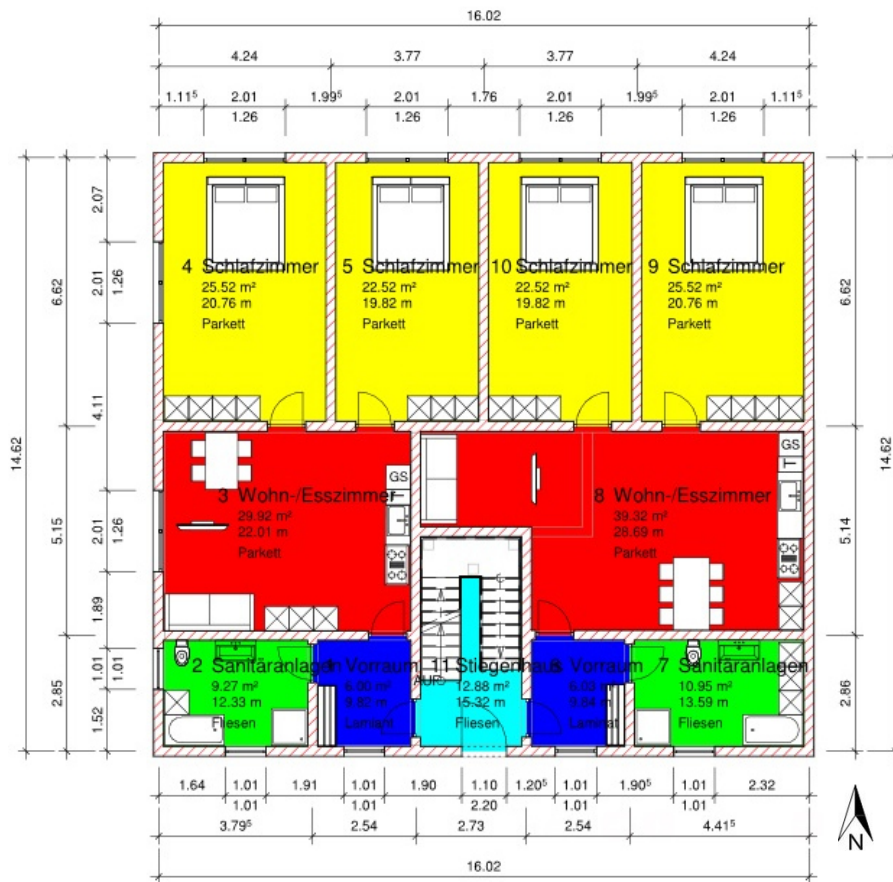 16.02
4.24 3.77 3.77 4.24
1.11⁵ 2.01 1.99⁵ 2.01 1.76 2.01 1.99⁵ 2.01 1.11⁵
1.26 1.26 1.26 1.26
14.62
6.62
5.15
2.85
2.07
2.01
1.26
4.11
2.01
1.26
1.89
1.01
1.01
1.52
4 Schlafzimmer
25.52 m²
20.76 m
Parkett
5 Schlafzimmer
22.52 m²
19.82 m
Parkett
10 Schlafzimmer
22.52 m²
19.82 m
Parkett
9 Schlafzimmer
25.52 m²
20.76 m
Parkett
6.62
5.14
2.86
14.62
GS
3 Wohn-/Esszimmer
29.92 m²
22.01 m
Parkett
GS
8 Wohn-/Esszimmer
39.32 m²
28.69 m
Parkett
2 Sanitäranlagen
9.27 m²
12.33 m
Fliesen
Vorraum
6.00 m²
9.82 m
AUF
11 Stiegenhaus
12.88 m²
15.32 m
Fliesen
Vorraum
6.03 m²
9.84 m
Laminat
7 Sanitäranlagen
10.95 m²
13.59 m
Fliesen
1.64 1.01 1.91 1.01 1.90 1.10 1.20⁵ 1.01 1.90⁵ 1.01 2.32
1.01 1.01 2.20 1.01 1.01
3.79⁵ 2.54 2.73 2.54 4.41⁵
16.02
N